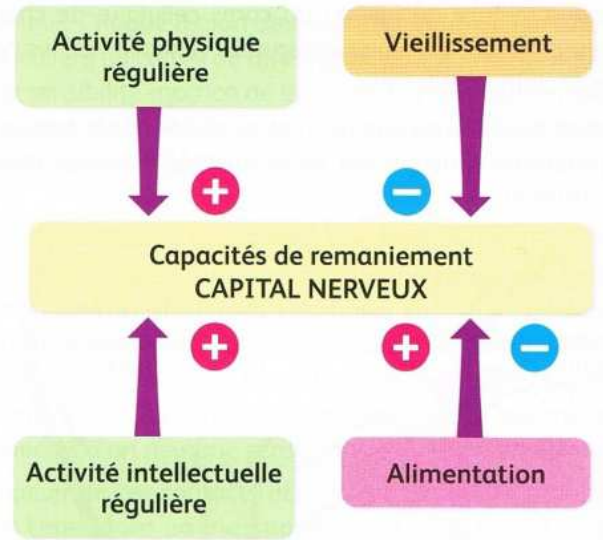 Activité physique
régulière
Vieillissement
+
−
Capacités de remaniement
CAPITAL NERVEUX
+
+
−
Activité intellectuelle
régulière
Alimentation